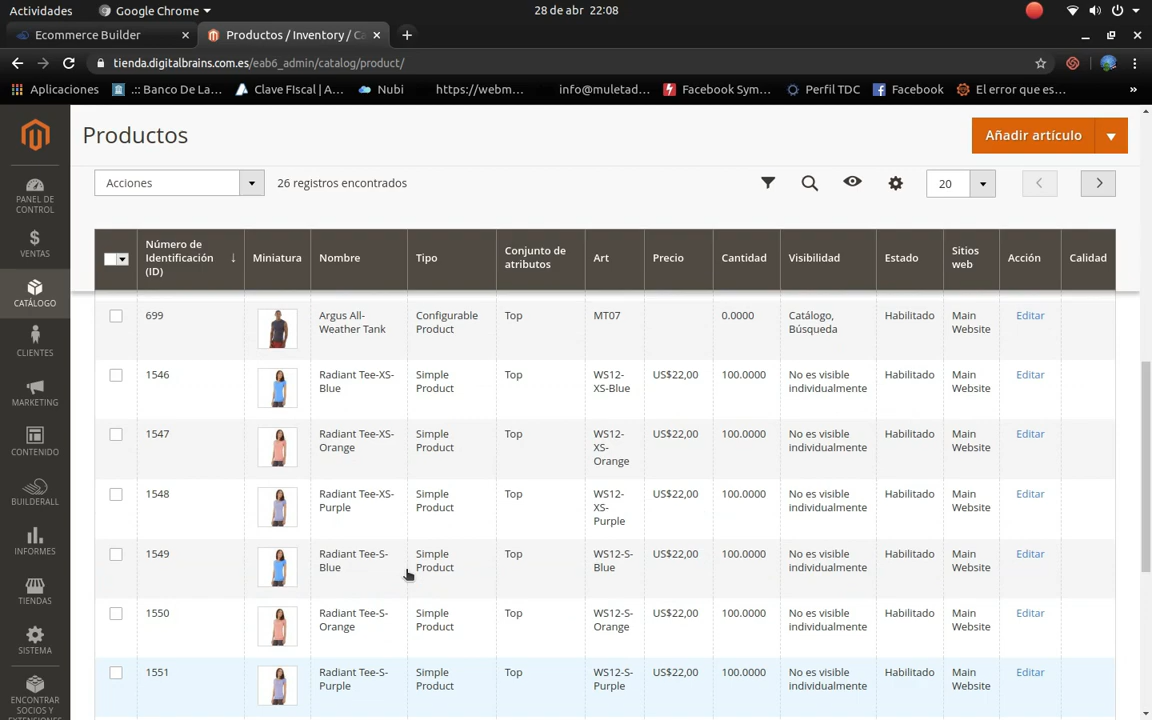 Actividades
Google Chrome
28 de abr 22:08
Ecommerce Builder
Productos / Inventory / C
tienda.digitalbrains.com.es/eab6_admin/catalog/product/
Aplicaciones
.:: Banco De La...
Clave FIscal | A...
Nubi
https://webm...
info@muletad...
Facebook Sym...
Perfil TDC
Facebook
El error que es...
»
PANEL DE
CONTROL
VENTAS
CATÁLOGO
CLIENTES
MARKETING
CONTENIDO
BUILDERALL
INFORMES
TIENDAS
SISTEMA
ENCONTRAR
SOCIOS Y
EXTENSIONES
Productos
Añadir artículo
Acciones
26 registros encontrados
20
Número de
Identificación
(ID)
Miniatura
Nombre
Tipo
Conjunto de
atributos
Art
Precio
Cantidad
Visibilidad
Estado
Sitios
web
Acción
Calidad
699
Argus All-
Weather Tank
Configurable
Product
Top
MT07
0.0000
Catálogo,
Búsqueda
Habilitado
Main
Website
Editar
1546
Radiant Tee-XS-
Blue
Simple
Product
Top
WS12-
XS-Blue
US$22,00
100.0000
No es visible
individualmente
Habilitado
Main
Website
Editar
1547
Radiant Tee-XS-
Orange
Simple
Product
Top
WS12-
XS-
Orange
US$22,00
100.0000
No es visible
individualmente
Habilitado
Main
Website
Editar
1548
Radiant Tee-XS-
Purple
Simple
Product
Top
WS12-
XS-
Purple
US$22,00
100.0000
No es visible
individualmente
Habilitado
Main
Website
Editar
1549
Radiant Tee-S-
Blue
Simple
Product
Top
WS12-S-
Blue
US$22,00
100.0000
No es visible
individualmente
Habilitado
Main
Website
Editar
1550
Radiant Tee-S-
Orange
Simple
Product
Top
WS12-S-
Orange
US$22,00
100.0000
No es visible
individualmente
Habilitado
Main
Website
Editar
1551
Radiant Tee-S-
Purple
Simple
Product
Top
WS12-S-
Purple
US$22,00
100.0000
No es visible
individualmente
Habilitado
Main
Website
Editar